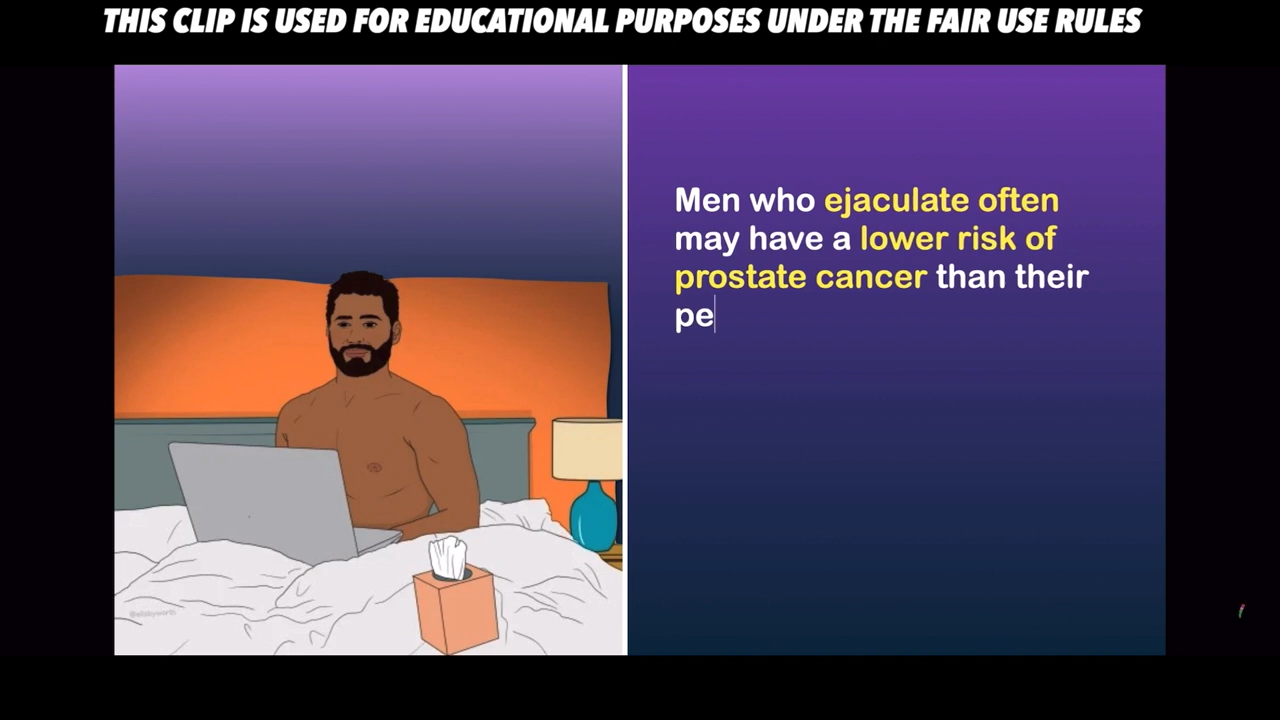 THIS CLIP IS USED FOR EDUCATIONAL PURPOSES UNDER THE FAIR USE RULES
Men who ejaculate often
may have a lower risk of
prostate cancer than their
pe